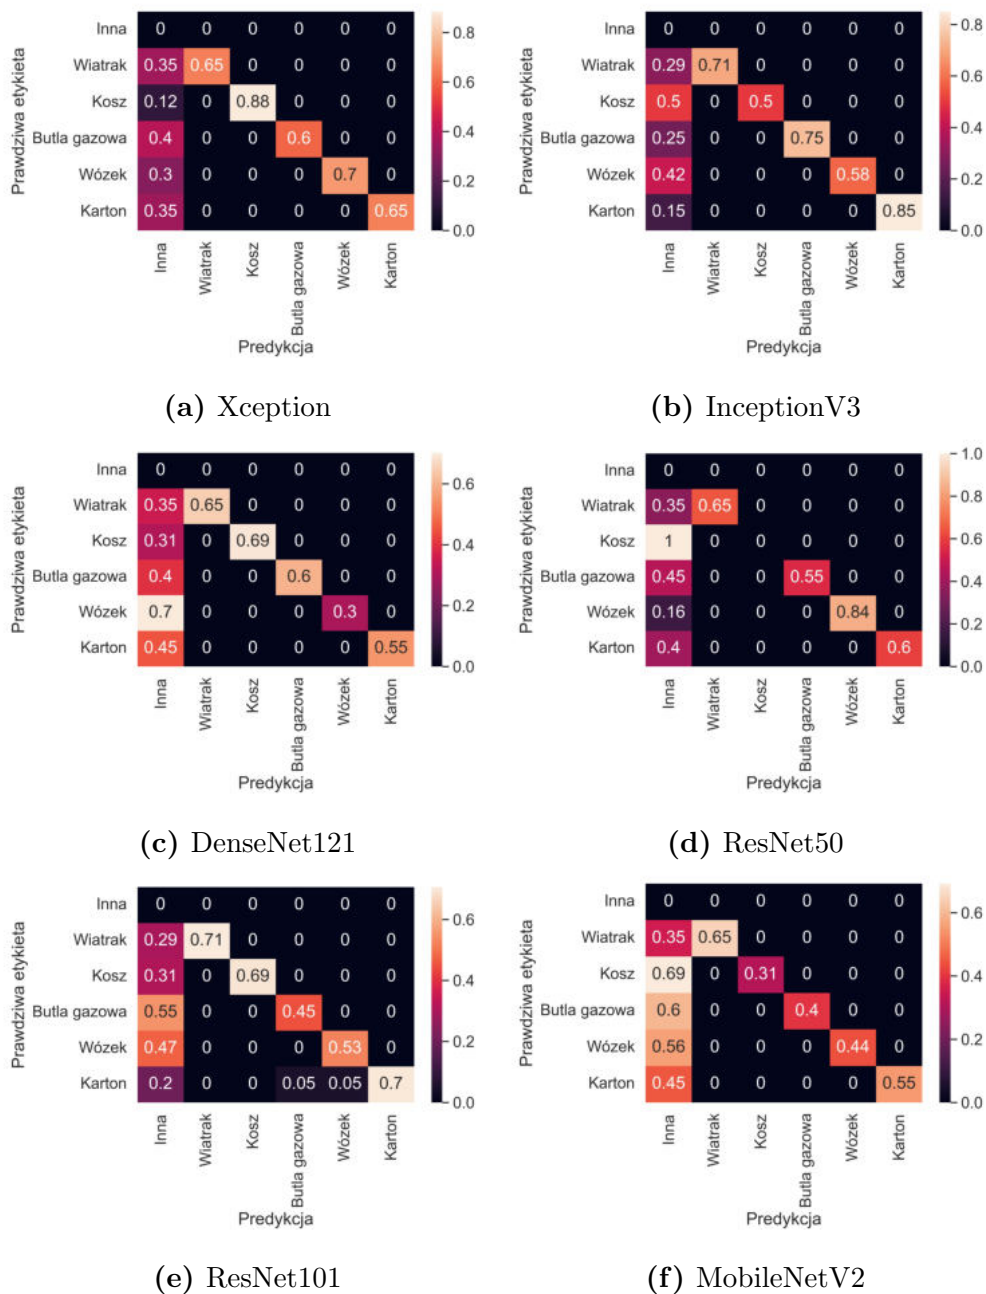 Prawdziwa etykieta
Inna 0 0 0 0 0 0
Wiatrak 0.35 0.65 0 0 0 0
Kosz 0.12 0 0.88 0 0 0
Butla gazowa 0.4 0 0 0.6 0 0
Wózek 0.3 0 0 0 0.7 0
Karton 0.35 0 0 0 0 0.65
Inna Wiatrak Kosz Butla gazowa Wózek Karton
Predykcja
0.8
0.6
0.4
0.2
0.0
(a) Xception
Prawdziwa etykieta
Inna 0 0 0 0 0 0
Wiatrak 0.29 0.71 0 0 0 0
Kosz 0.5 0 0.5 0 0 0
Butla gazowa 0.25 0 0 0.75 0 0
Wózek 0.42 0 0 0 0.58 0
Karton 0.15 0 0 0 0 0.85
Inna Wiatrak Kosz Butla gazowa Wózek Karton
Predykcja
0.8
0.6
0.4
0.2
0.0
(b) InceptionV3
Prawdziwa etykieta
Inna 0 0 0 0 0 0
Wiatrak 0.35 0.65 0 0 0 0
Kosz 0.31 0 0.69 0 0 0
Butla gazowa 0.4 0 0 0.6 0 0
Wózek 0.7 0 0 0 0.3 0
Karton 0.45 0 0 0 0 0.55
Inna Wiatrak Kosz Butla gazowa Wózek Karton
Predykcja
0.6
0.4
0.2
0.0
(c) DenseNet121
Prawdziwa etykieta
Inna 0 0 0 0 0 0
Wiatrak 0.35 0.65 0 0 0 0
Kosz 1 0 0 0 0 0
Butla gazowa 0.45 0 0 0.55 0 0
Wózek 0.16 0 0 0 0.84 0
Karton 0.4 0 0 0 0 0.6
Inna Wiatrak Kosz Butla gazowa Wózek Karton
Predykcja
1.0
0.8
0.6
0.4
0.2
0.0
(d) ResNet50
Prawdziwa etykieta
Inna 0 0 0 0 0 0
Wiatrak 0.29 0.71 0 0 0 0
Kosz 0.31 0 0.69 0 0 0
Butla gazowa 0.55 0 0 0.45 0 0
Wózek 0.47 0 0 0 0.53 0
Karton 0.2 0 0 0.05 0.05 0.7
Inna Wiatrak Kosz Butla gazowa Wózek Karton
Predykcja
0.6
0.4
0.2
0.0
(e) ResNet101
Prawdziwa etykieta
Inna 0 0 0 0 0 0
Wiatrak 0.35 0.65 0 0 0 0
Kosz 0.69 0 0.31 0 0 0
Butla gazowa 0.6 0 0 0.4 0 0
Wózek 0.56 0 0 0 0.44 0
Karton 0.45 0 0 0 0 0.55
Inna Wiatrak Kosz Butla gazowa Wózek Karton
Predykcja
0.6
0.4
0.2
0.0
(f) MobileNetV2